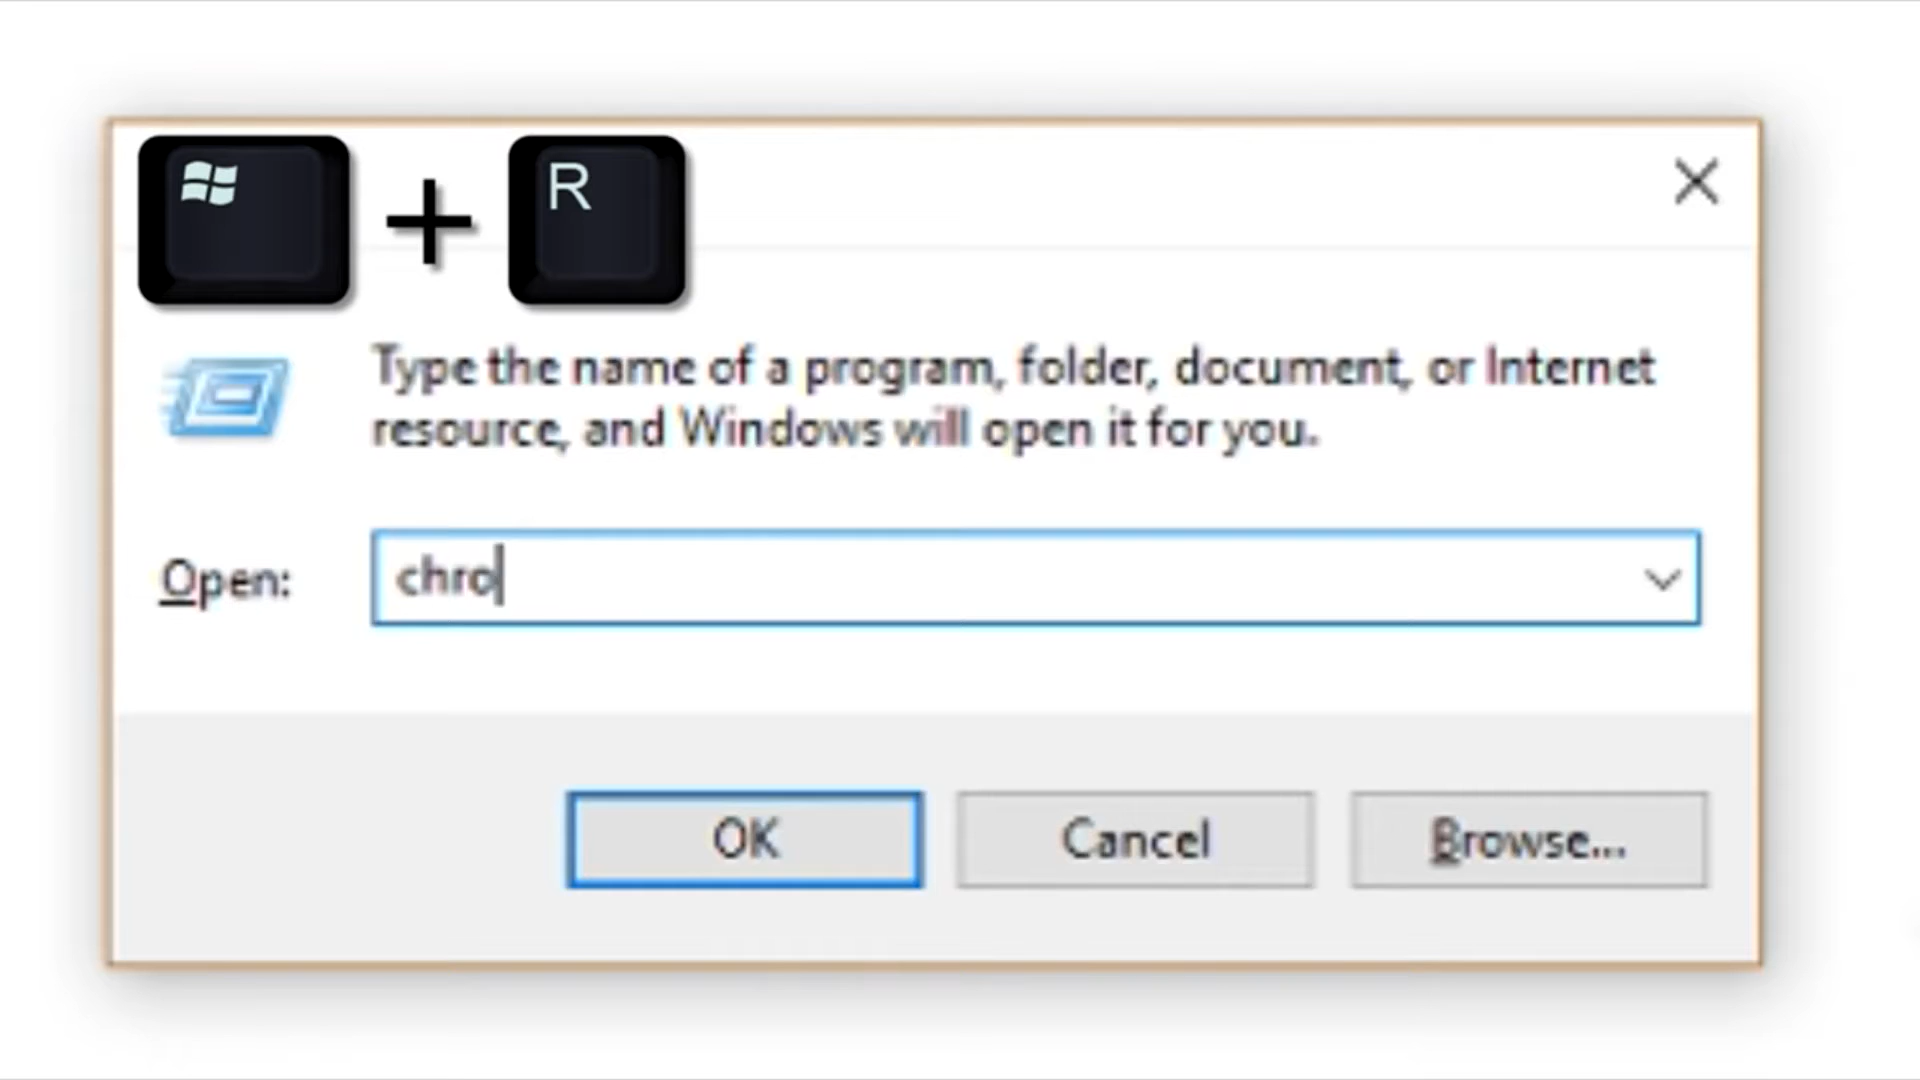 + R
Type the name of a program, folder, document, or Internet
resource, and Windows will open it for you.
Open: chro
OK Cancel Browse...